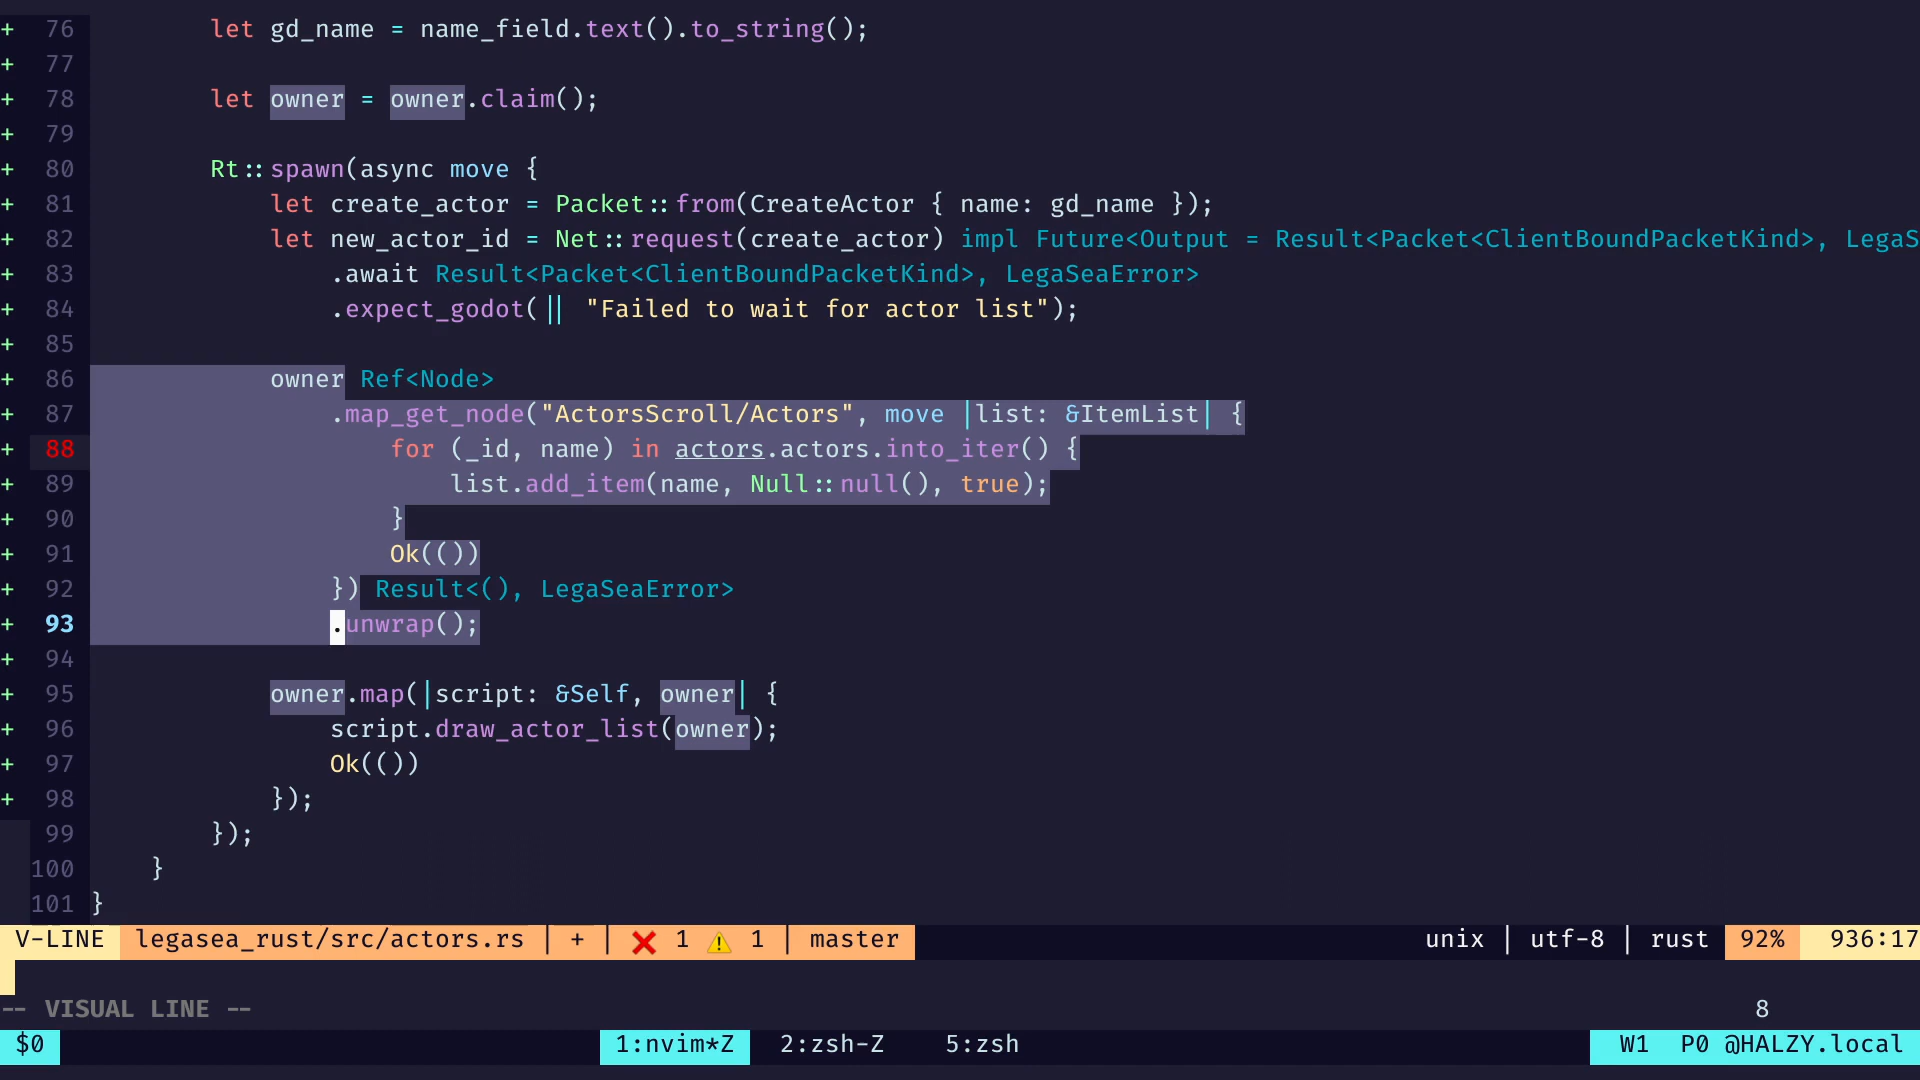 + 76         let gd_name = name_field.text().to_string();
+ 77
+ 78         let owner = owner.claim();
+ 79
+ 80         Rt::spawn(async move {
+ 81             let create_actor = Packet::from(CreateActor { name: gd_name });
+ 82             let new_actor_id = Net::request(create_actor) impl Future<Output = Result<Packet<ClientBoundPacketKind>, LegaS
+ 83                 .await Result<Packet<ClientBoundPacketKind>, LegaSeaError>
+ 84                 .expect_godot(|| "Failed to wait for actor list");
+ 85
+ 86             owner Ref<Node>
+ 87                 .map_get_node("ActorsScroll/Actors", move |list: &ItemList| {
+ 88                     for (_id, name) in actors.actors.into_iter() {
+ 89                         list.add_item(name, Null::null(), true);
+ 90                     }
+ 91                     Ok(())
+ 92                 }) Result<(), LegaSeaError>
+ 93                 .unwrap();
+ 94
+ 95             owner.map(|script: &Self, owner| {
+ 96                 script.draw_actor_list(owner);
+ 97                 Ok(())
+ 98             });
99         });
100     }
101 }
V-LINE legasea_rust/src/actors.rs | + | ❌ 1 ⚠ 1 | master unix | utf-8 | rust 92% 936:17
-- VISUAL LINE -- 8
$0 1:nvim*Z 2:zsh-Z 5:zsh W1 P0 @HALZY.local